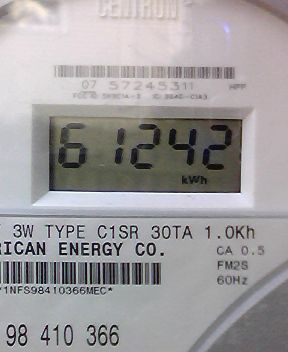 CENTRON
07 57245311
HPP
61242
kWh
3W TYPE C1SR 30TA 1.0Kh
RICAN ENERGY CO.
CA 0.5
FM2S
60Hz
1NFS98410366MEC*
98 410 366